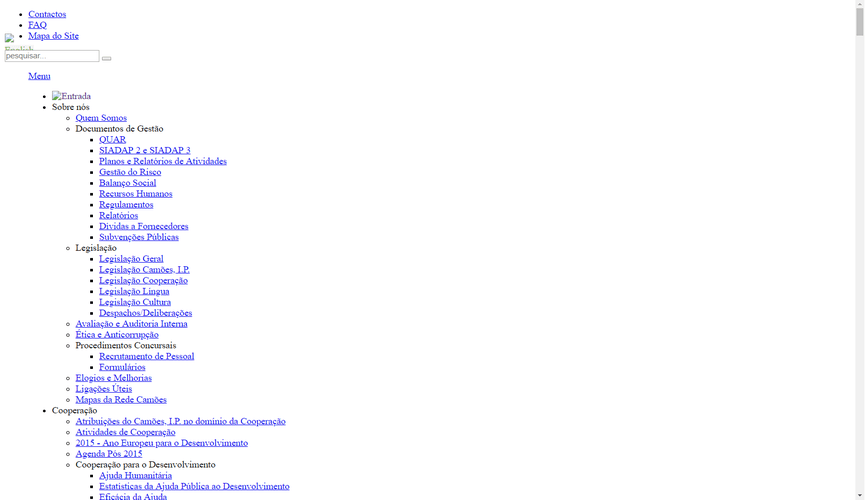 Contactos
FAQ
Mapa do Site
English
pesquisar...
Menu
Entrada
Sobre nós
Quem Somos
Documentos de Gestão
QUAR
SIADAP 2 e SIADAP 3
Planos e Relatórios de Atividades
Gestão do Risco
Balanço Social
Recursos Humanos
Regulamentos
Relatórios
Dívidas a Fornecedores
Subvenções Públicas
Legislação
Legislação Geral
Legislação Camões, I.P.
Legislação Cooperação
Legislação Língua
Legislação Cultura
Despachos/Deliberações
Avaliação e Auditoria Interna
Ética e Anticorrupção
Procedimentos Concursais
Recrutamento de Pessoal
Formulários
Elogios e Melhorias
Ligações Úteis
Mapas da Rede Camões
Cooperação
Atribuições do Camões, I.P. no domínio da Cooperação
Atividades de Cooperação
2015 - Ano Europeu para o Desenvolvimento
Agenda Pós 2015
Cooperação para o Desenvolvimento
Ajuda Humanitária
Estatísticas da Ajuda Pública ao Desenvolvimento
Eficácia da Ajuda